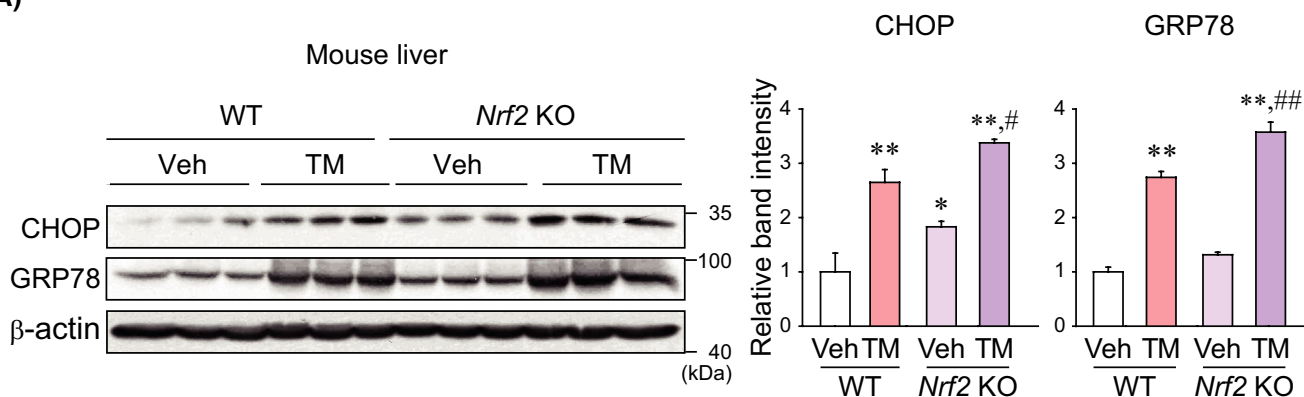 Mouse liver
WT Nrf2 KO
Veh TM Veh TM
CHOP 35
GRP78 100
β-actin
40
(kDa)
CHOP GRP78
Relative band intensity
4 4
3 3
2 2
1 1
0 0
** * **,# ** **,##
Veh TM Veh TM Veh TM Veh TM
WT Nrf2 KO WT Nrf2 KO